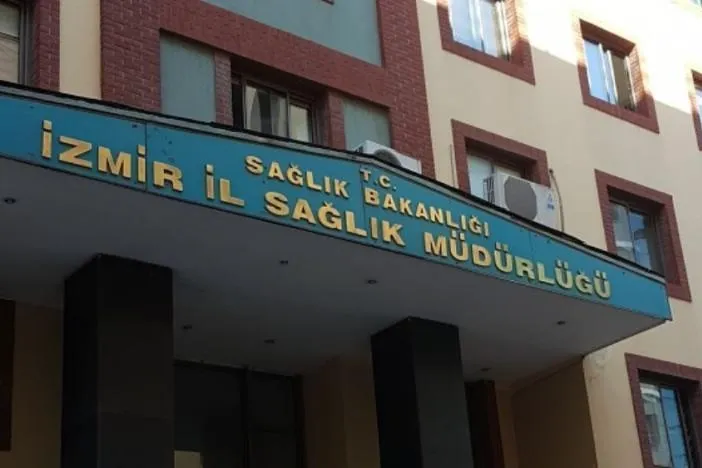 T.C.
SAĞLIK BAKANLIĞI
İZMİR İL SAĞLIK MÜDÜRLÜĞÜ